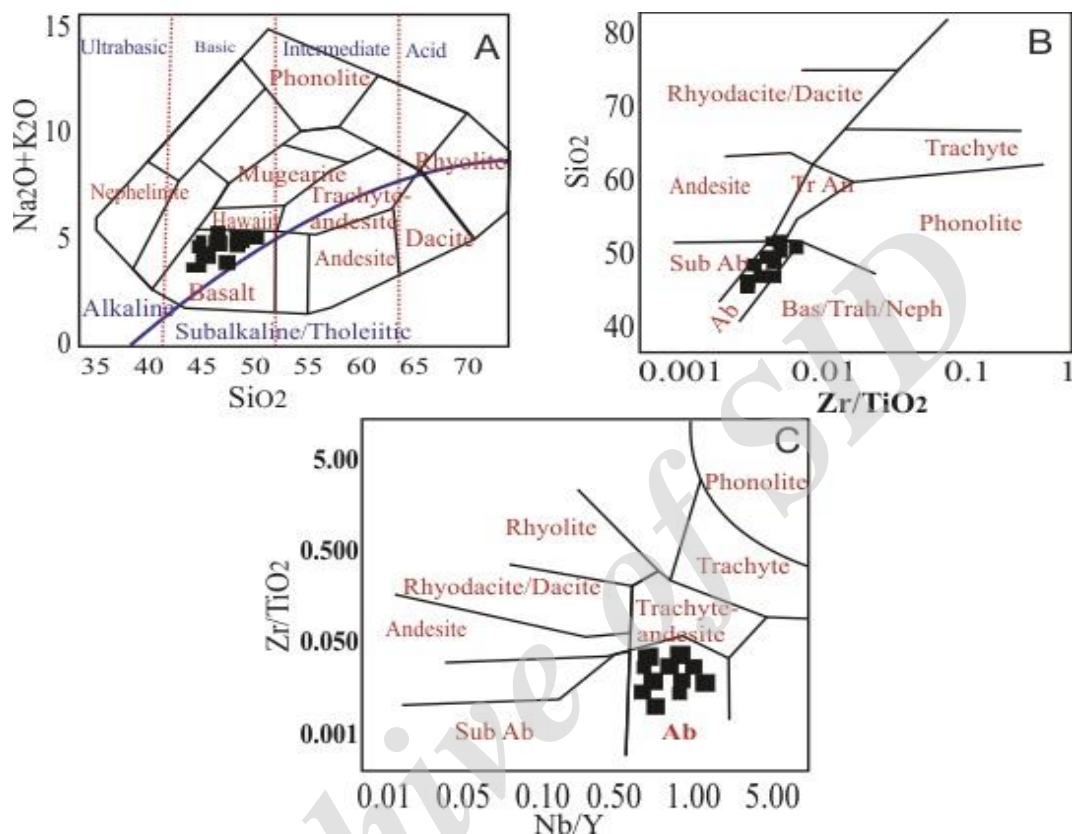 A
15
10
5
0
Na2O+K2O
Ultrabasic
Basic
Intermediate
Acid
Phonolite
Nephelinite
Mugearite
Rhyolite
Trachyte-
andesite
Hawaiit
Andesite
Dacite
Basalt
Alkaline
Subalkaline/Tholeiitic
35 40 45 50 55 60 65 70
SiO2
B
80
70
60
50
40
SiO2
Rhyodacite/Dacite
Trachyte
Andesite
Tr An
Phonolite
Sub Ab
Ab
Bas/Trah/Neph
0.001 0.01 0.1 1
Zr/TiO2
C
5.00
0.500
0.050
0.001
Zr/TiO2
Phonolite
Rhyolite
Trachyte
Rhyodacite/Dacite
Trachyte-
andesite
Andesite
Sub Ab
Ab
0.01 0.05 0.10 0.50 1.00 5.00
Nb/Y
hive of SID